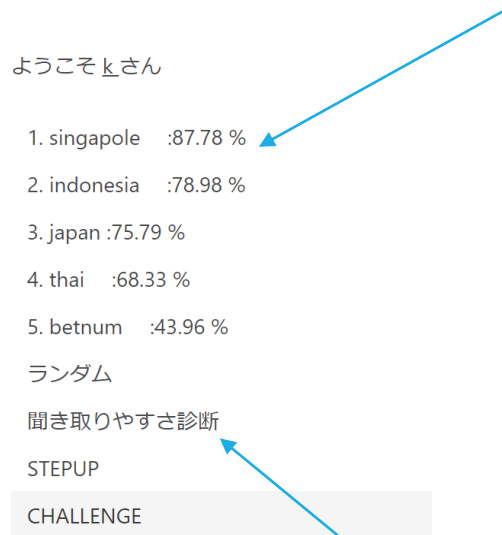 ようこそ k さん
1. singapole :87.78 %
2. indonesia :78.98 %
3. japan :75.79 %
4. thai :68.33 %
5. betnum :43.96 %
ランダム
聞き取りやすさ診断
STEPUP
CHALLENGE